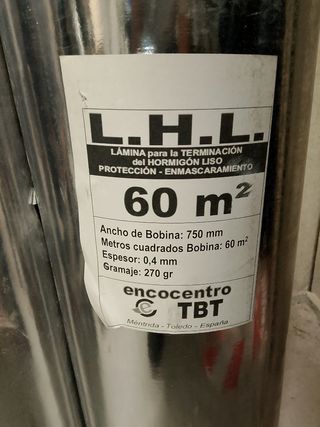 L.H.L.
LÁMINA para la TERMINACIÓN
del HORMIGÓN LISO
PROTECCIÓN - ENMASCARAMIENTO
60 m²
Ancho de Bobina: 750 mm
Metros cuadrados Bobina: 60 m²
Espesor: 0,4 mm
Gramaje: 270 gr
encocentro
e TBT
Méntrida - Toledo - España